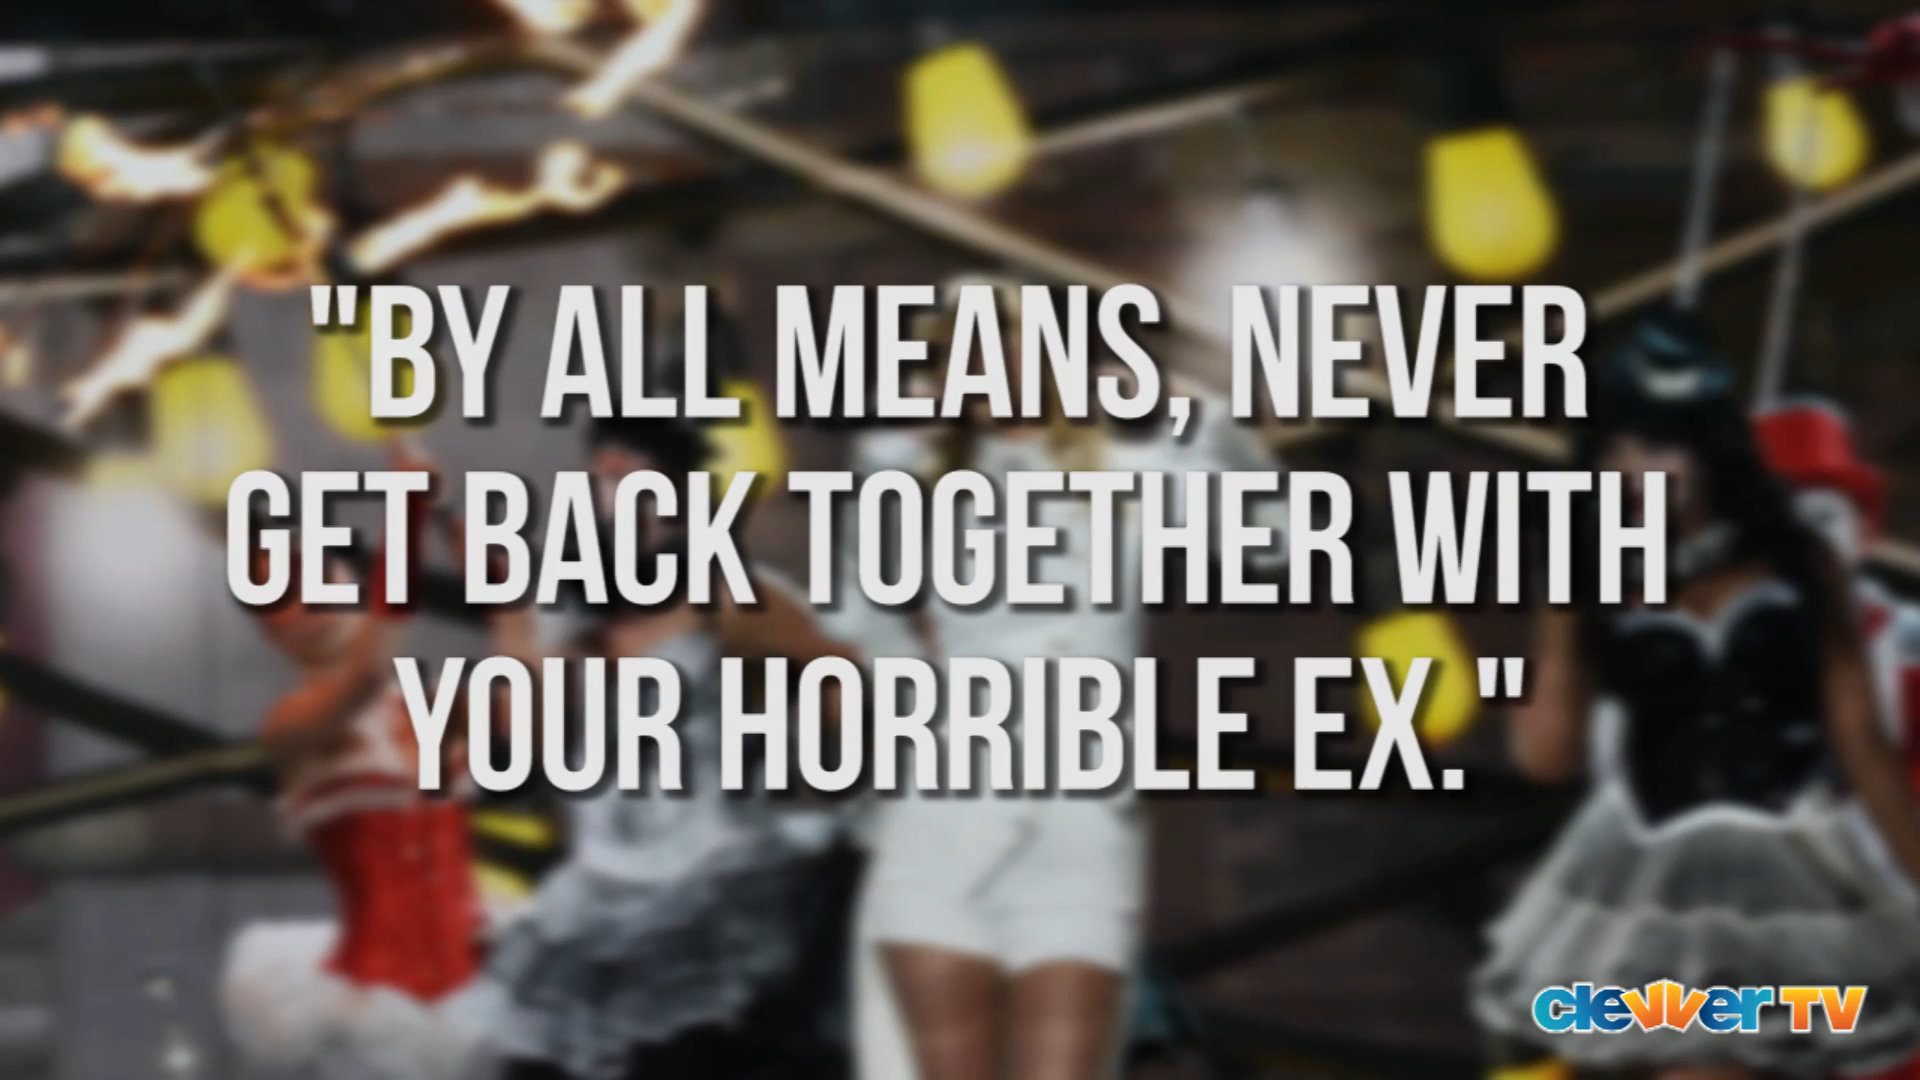 "BY ALL MEANS, NEVER
GET BACK TOGETHER WITH
YOUR HORRIBLE EX."
clevver TV